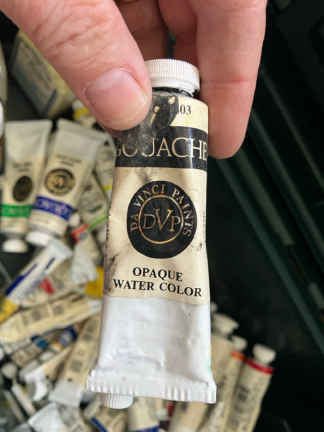 03
GOUACHE
DA VINCI PAINTS
DVP
OPAQUE
WATER COLOR